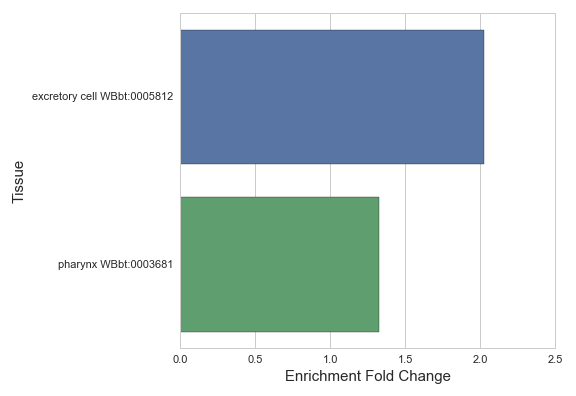 excretory cell WBbt:0005812
Tissue
pharynx WBbt:0003681
0.0 0.5 1.0 1.5 2.0 2.5
Enrichment Fold Change